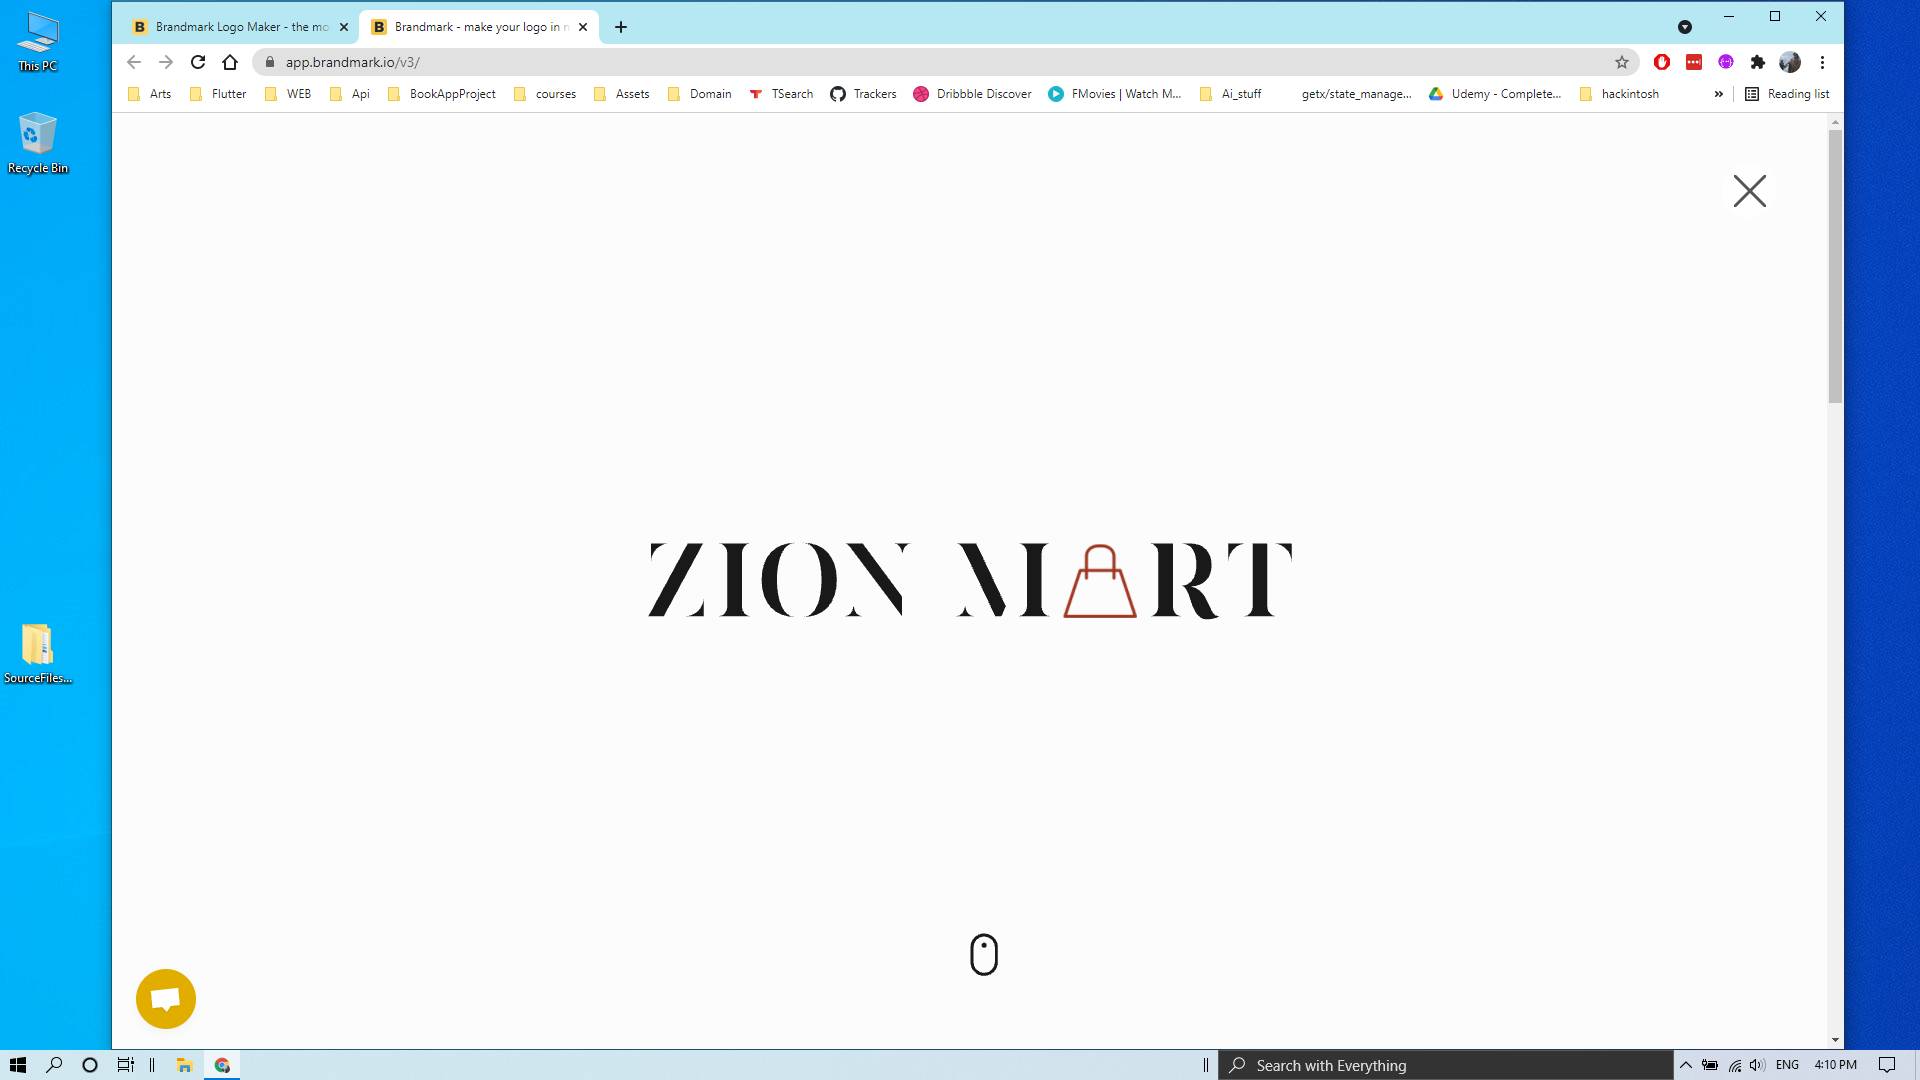 This PC
Recycle Bin
SourceFiles...
Brandmark Logo Maker - the mo
Brandmark - make your logo in n
app.brandmark.io/v3/
Arts Flutter WEB Api BookAppProject courses Assets Domain TSearch Trackers Dribbble Discover FMovies | Watch M... Ai_stuff getx/state_manage... Udemy - Complete... hackintosh » Reading list
ZION MART
Search with Everything
ENG
4:10 PM